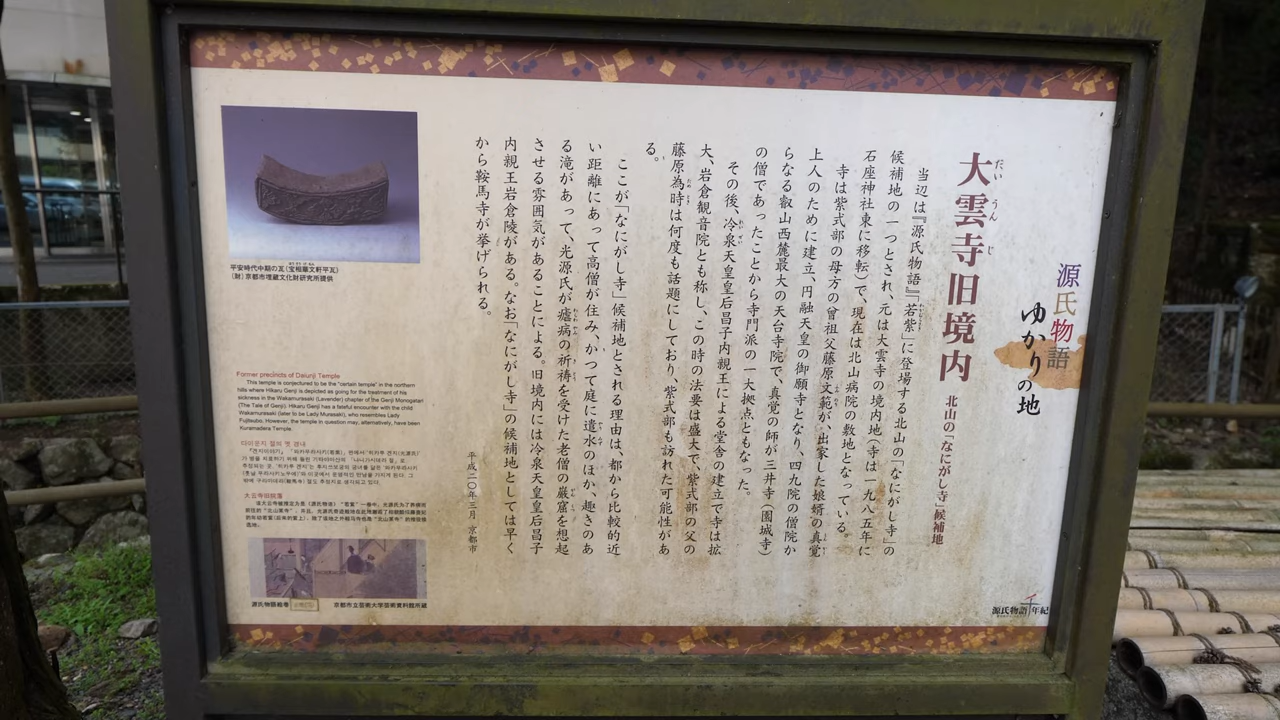 源氏物語
ゆかりの地
大雲寺旧境内 北山の「なにがし寺」候補地
だいうんじ
当辺は『源氏物語』「若紫」に登場する北山の「なにがし寺」の
候補地の一つとされ、元は大雲寺の境内地(寺は一九八五年に
石座神社東に移転)で、現在は北山病院の敷地となっている。
寺は紫式部の母方の曾祖父藤原文範が、出家した娘婿の真覚
上人のために建立、円融天皇の御願寺となり、四九院の僧院か
らなる叡山西麓最大の天台寺院で、真覚の師が三井寺(園城寺)
の僧であったことから寺門派の一大拠点ともなった。
その後、冷泉天皇皇后昌子内親王による堂舎の建立で寺は拡
大、岩倉観音院とも称し、この時の法要は盛大で、紫式部の父の
藤原為時は何度も話題にしており、紫式部も訪れた可能性があ
る。
ここが「なにがし寺」候補地とされる理由は、都から比較的近
い距離にあって高僧が住み、かつて庭に遣水のほか、趣きのあ
る滝があって、光源氏が瘧病の祈祷を受けた老僧の巌窟を想起
させる雰囲気があることによる。旧境内には冷泉天皇皇后昌子
内親王岩倉陵がある。なお「なにがし寺」の候補地としては早く
から鞍馬寺が挙げられる。
平成二〇年三月 京都市
平安時代中期の瓦(宝相華文軒平瓦)
(財)京都市埋蔵文化財研究所提供
Former precincts of Daiunji Temple
This temple is conjectured to be the "certain temple" in the northern
hills where Hikaru Genji is depicted as going for the treatment of his
sickness in the Wakamurasaki (Lavender) chapter of the Genji Monogatari
(The Tale of Genji). Hikaru Genji has a fateful encounter with the child
Wakamurasaki (later to be Lady Murasaki), who resembles Lady
Fujitsubo. However, the temple in question may, alternatively, have been
Kuramadera Temple.
다이운지 절의 옛 경내
大云寺旧院落
源氏物語絵巻
京都市立芸術大学芸術資料館所蔵
源氏物語千年紀